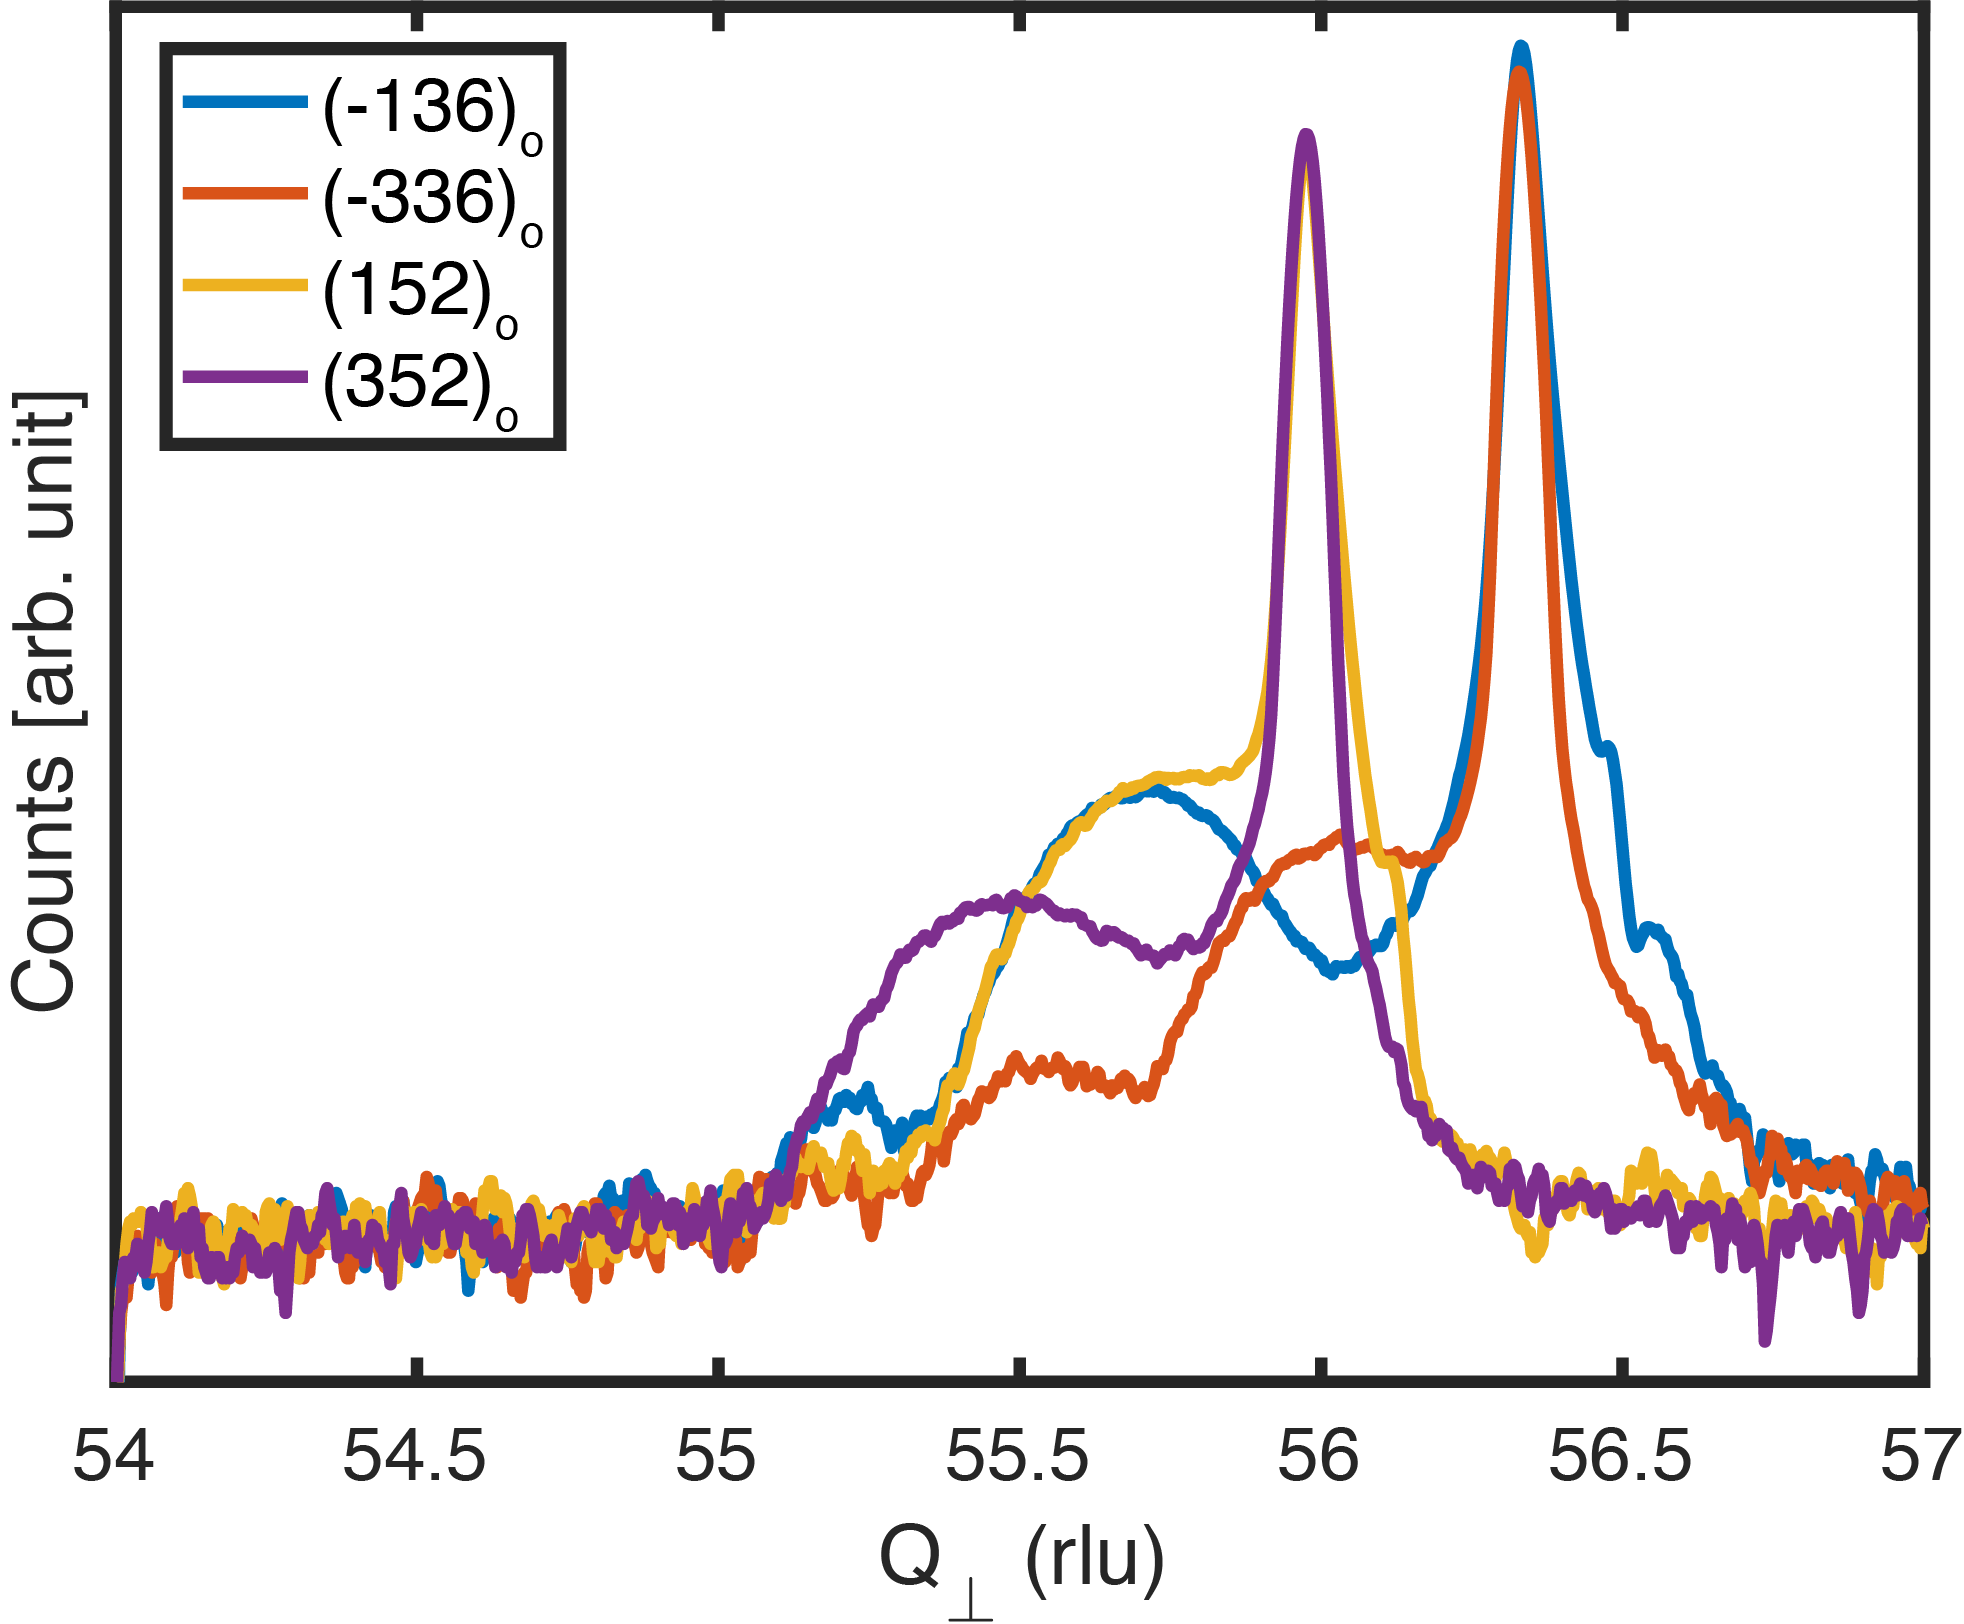 (-136)o
(-336)o
(152)o
(352)o
Counts [arb. unit]
54 54.5 55 55.5 56 56.5 57
Q⊥ (rlu)